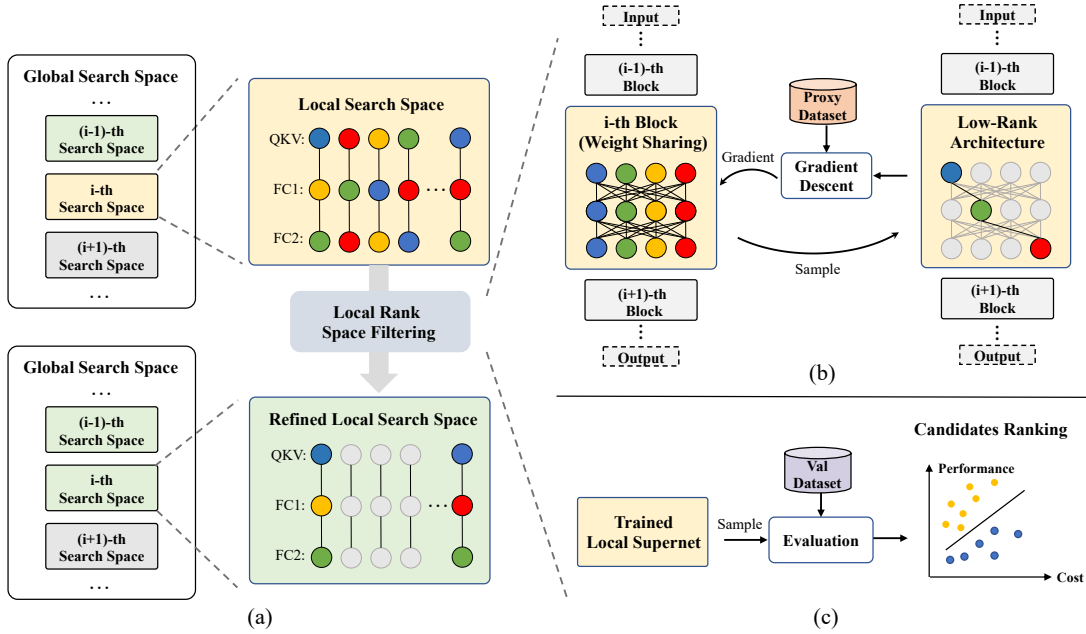 Global Search Space
...
(i-1)-th
Search Space
i-th
Search Space
(i+1)-th
Search Space
...
Local Search Space
QKV:
FC1:
...
FC2:
Local Rank
Space Filtering
Global Search Space
...
(i-1)-th
Search Space
i-th
Search Space
(i+1)-th
Search Space
...
Refined Local Search Space
QKV:
FC1:
...
FC2:
(a)
Input
...
(i-1)-th
Block
i-th Block
(Weight Sharing)
(i+1)-th
Block
...
Output
Proxy
Dataset
Gradient
Gradient
Descent
Sample
Input
...
(i-1)-th
Block
Low-Rank
Architecture
(i+1)-th
Block
...
Output
(b)
Trained
Local Supernet
Sample
Val
Dataset
Evaluation
Candidates Ranking
Performance
Cost
(c)